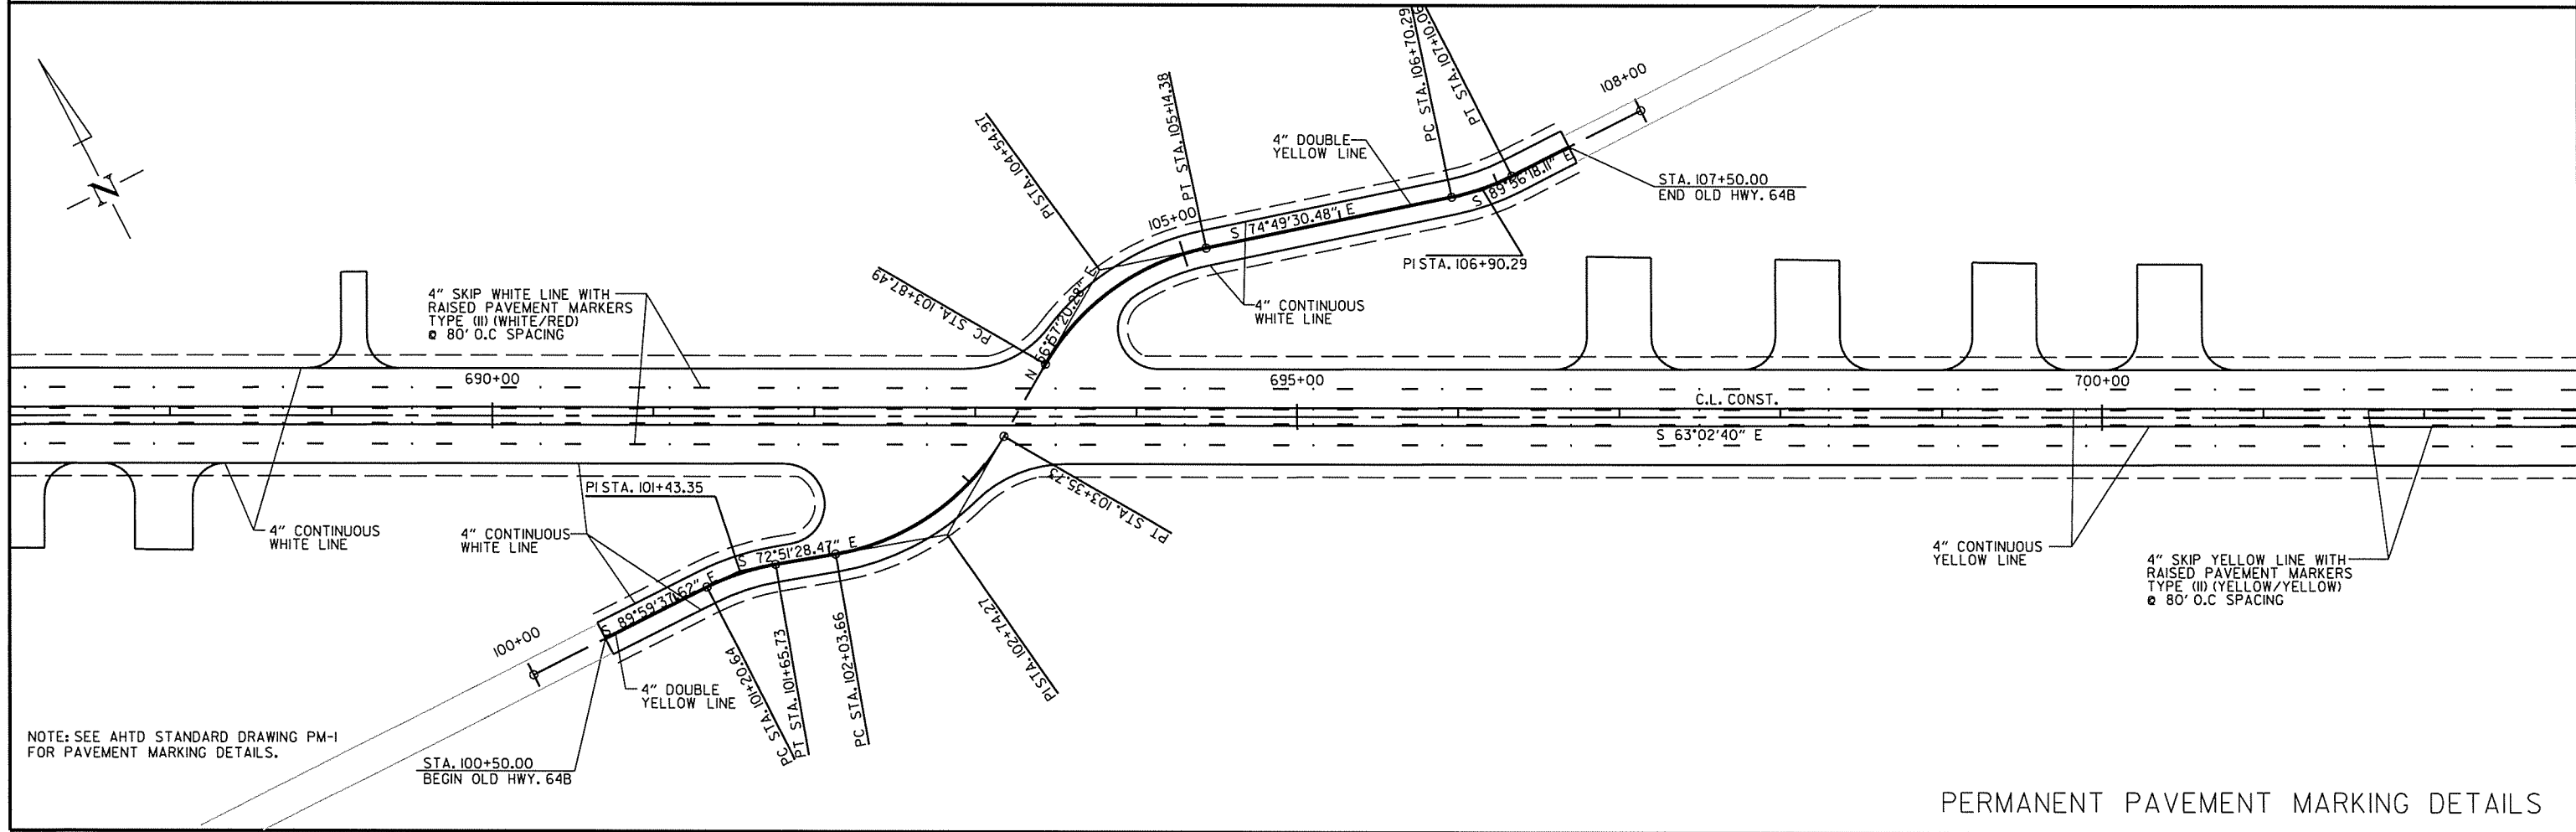 PC STA. 106+70.29
PT STA. 107+10.06
108+00
PT STA. 105+14.38
PI STA. 104+54.97
4" DOUBLE
YELLOW LINE
STA. 107+50.00
END OLD HWY. 64B
S 89°56'18.11" E
105+00
S 74°49'30.48" E
PI STA. 106+90.29
N
PC STA. 103+87.49
N 56°57'20.28" E
4" CONTINUOUS
WHITE LINE
4" SKIP WHITE LINE WITH
RAISED PAVEMENT MARKERS
TYPE (II) (WHITE/RED)
@ 80' O.C SPACING
690+00
695+00
700+00
C.L. CONST.
S 63°02'40" E
PI STA. 101+43.35
PT STA. 103+35.73
4" CONTINUOUS
WHITE LINE
4" CONTINUOUS
WHITE LINE
4" CONTINUOUS
YELLOW LINE
4" SKIP YELLOW LINE WITH
RAISED PAVEMENT MARKERS
TYPE (II) (YELLOW/YELLOW)
@ 80' O.C SPACING
S 72°51'28.47" E
S 89°59'37.62" E
100+00
PI STA. 102+74.27
PC STA. 101+20.64
PT STA. 101+65.73
PC STA. 102+03.66
4" DOUBLE
YELLOW LINE
NOTE: SEE AHTD STANDARD DRAWING PM-1
FOR PAVEMENT MARKING DETAILS.
STA. 100+50.00
BEGIN OLD HWY. 64B
PERMANENT PAVEMENT MARKING DETAILS